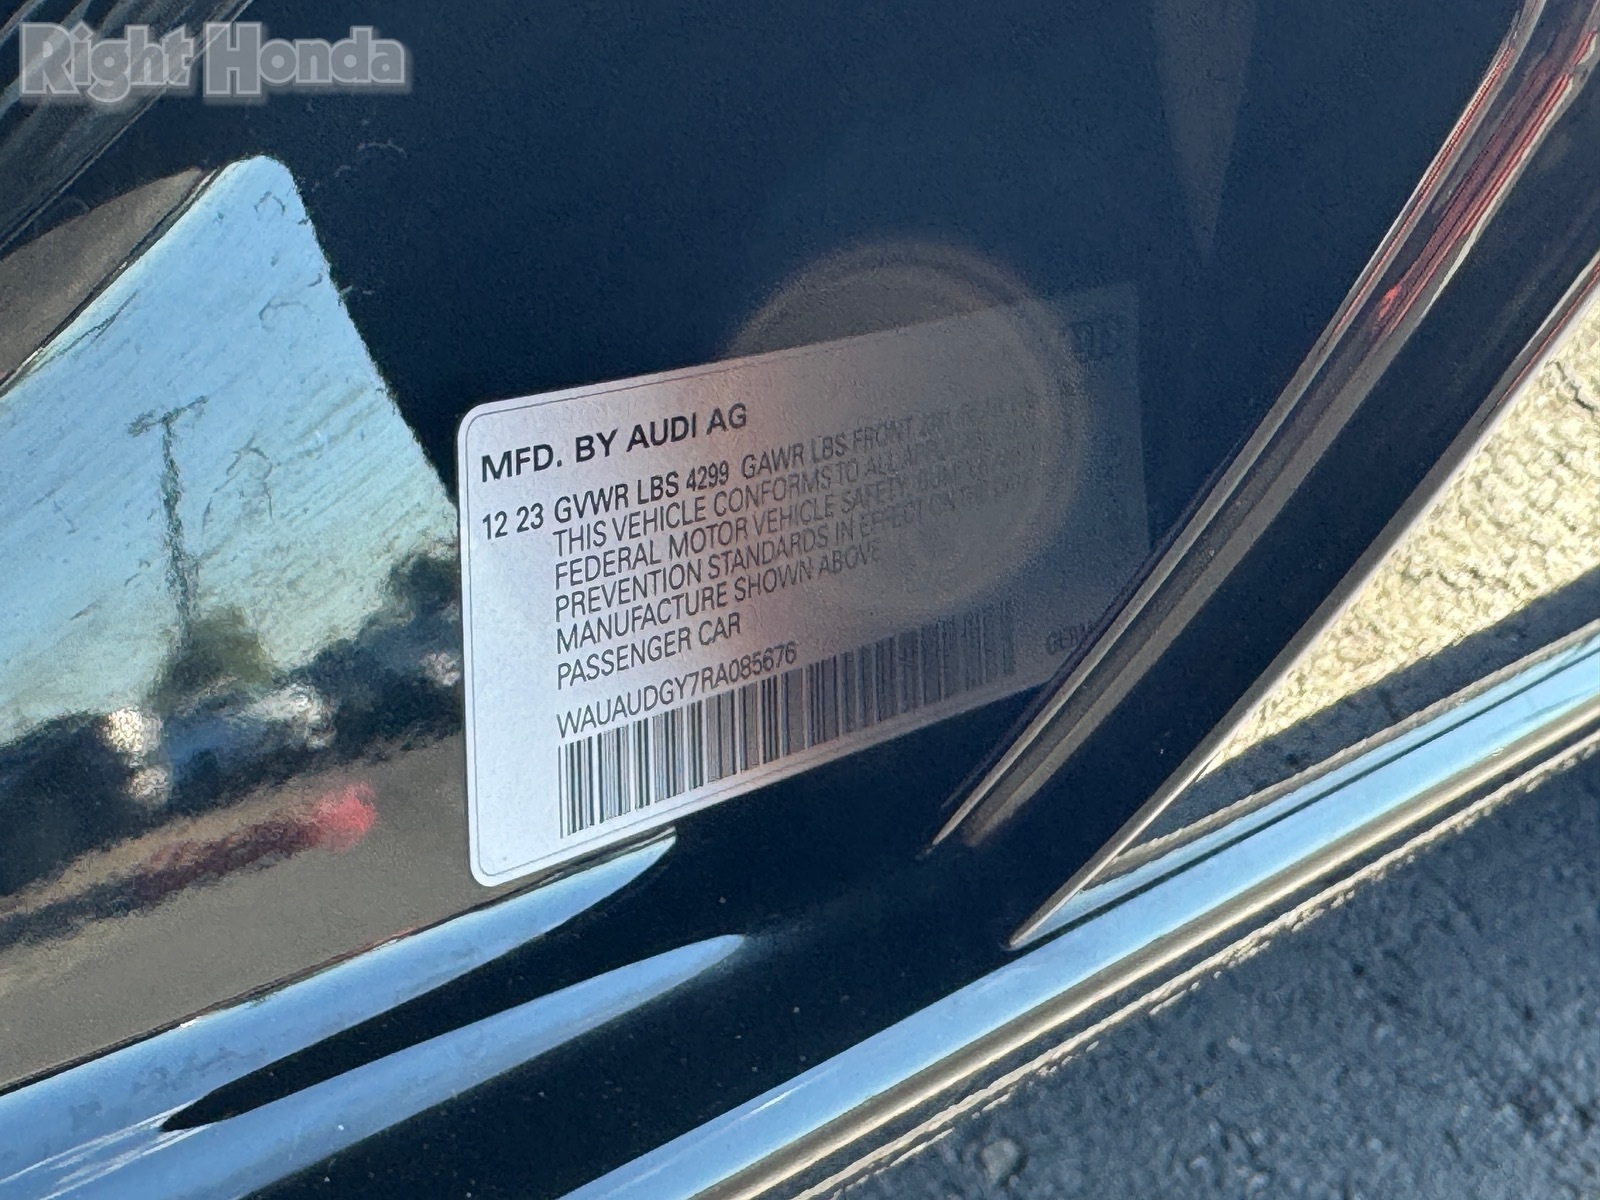 Right Honda
MFD. BY AUDI AG
12 23 GVWR LBS 4299 GAWR LBS FRONT
THIS VEHICLE CONFORMS TO ALL
FEDERAL MOTOR VEHICLE SAFETY,
PREVENTION STANDARDS IN EFFECT ON THE
MANUFACTURE SHOWN ABOVE
PASSENGER CAR
WAUAUDGY7RA085676